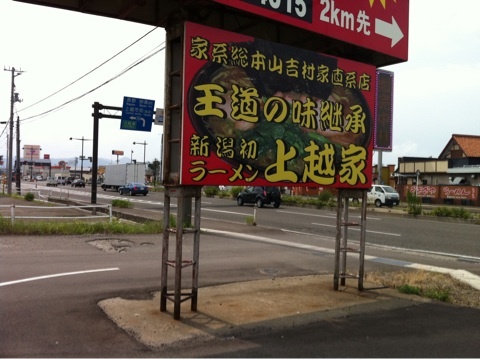 4015
2km先
家系総本山吉村家直系店
王道の味継承
新潟初
ラーメン上越家